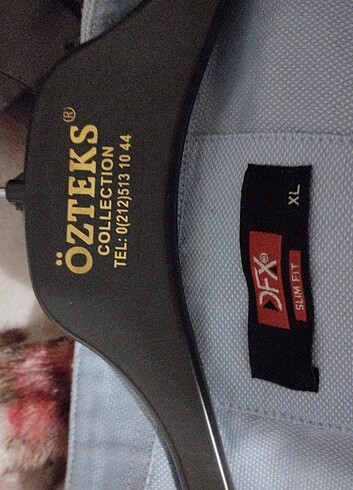 ÖZTEKS®
COLLECTION
TEL: 0(212)513 10 44
XL
DFX®
SLIM FIT